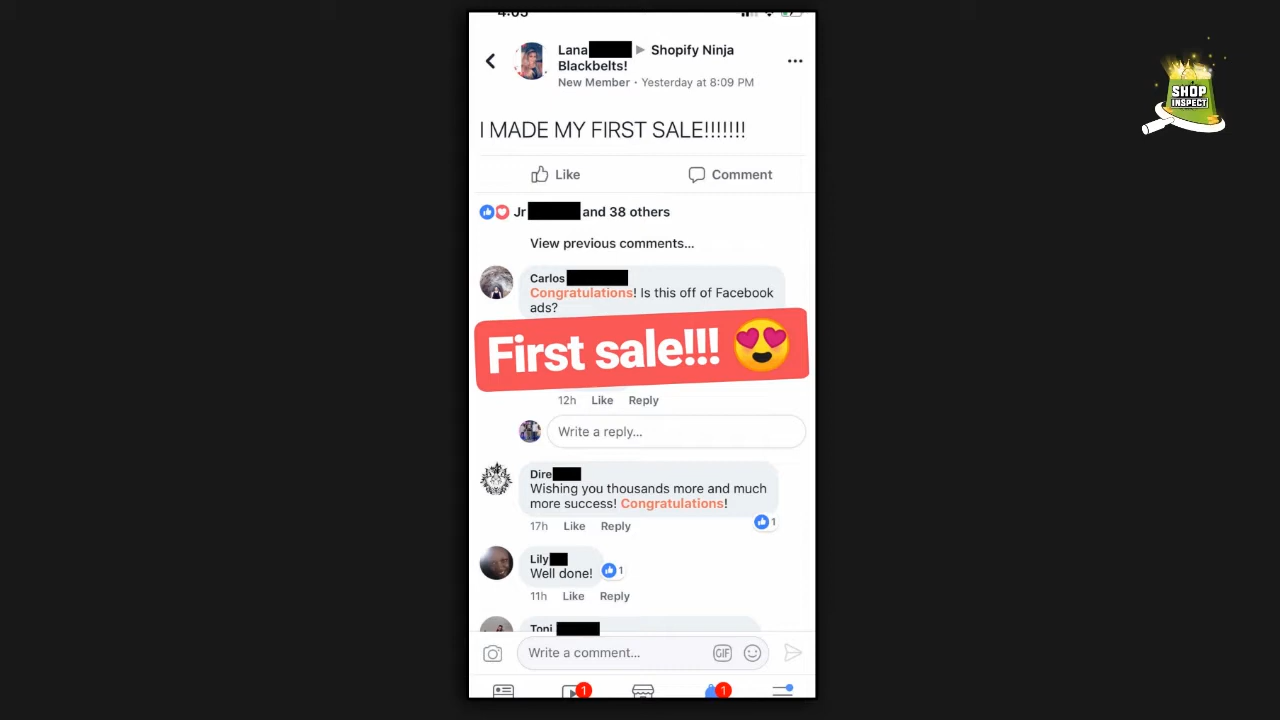 Lana ▶ Shopify Ninja
Blackbelts!
New Member · Yesterday at 8:09 PM
SHOP
INSPECT
I MADE MY FIRST SALE!!!!!!!
Like Comment
Jr and 38 others
View previous comments...
Carlos
Congratulations! Is this off of Facebook
ads?
First sale!!! 😍
12h Like Reply
Write a reply...
Dire
Wishing you thousands more and much
more success! Congratulations!
1
17h Like Reply
Lily
Well done! 1
11h Like Reply
Toni
Write a comment... GIF
1 1